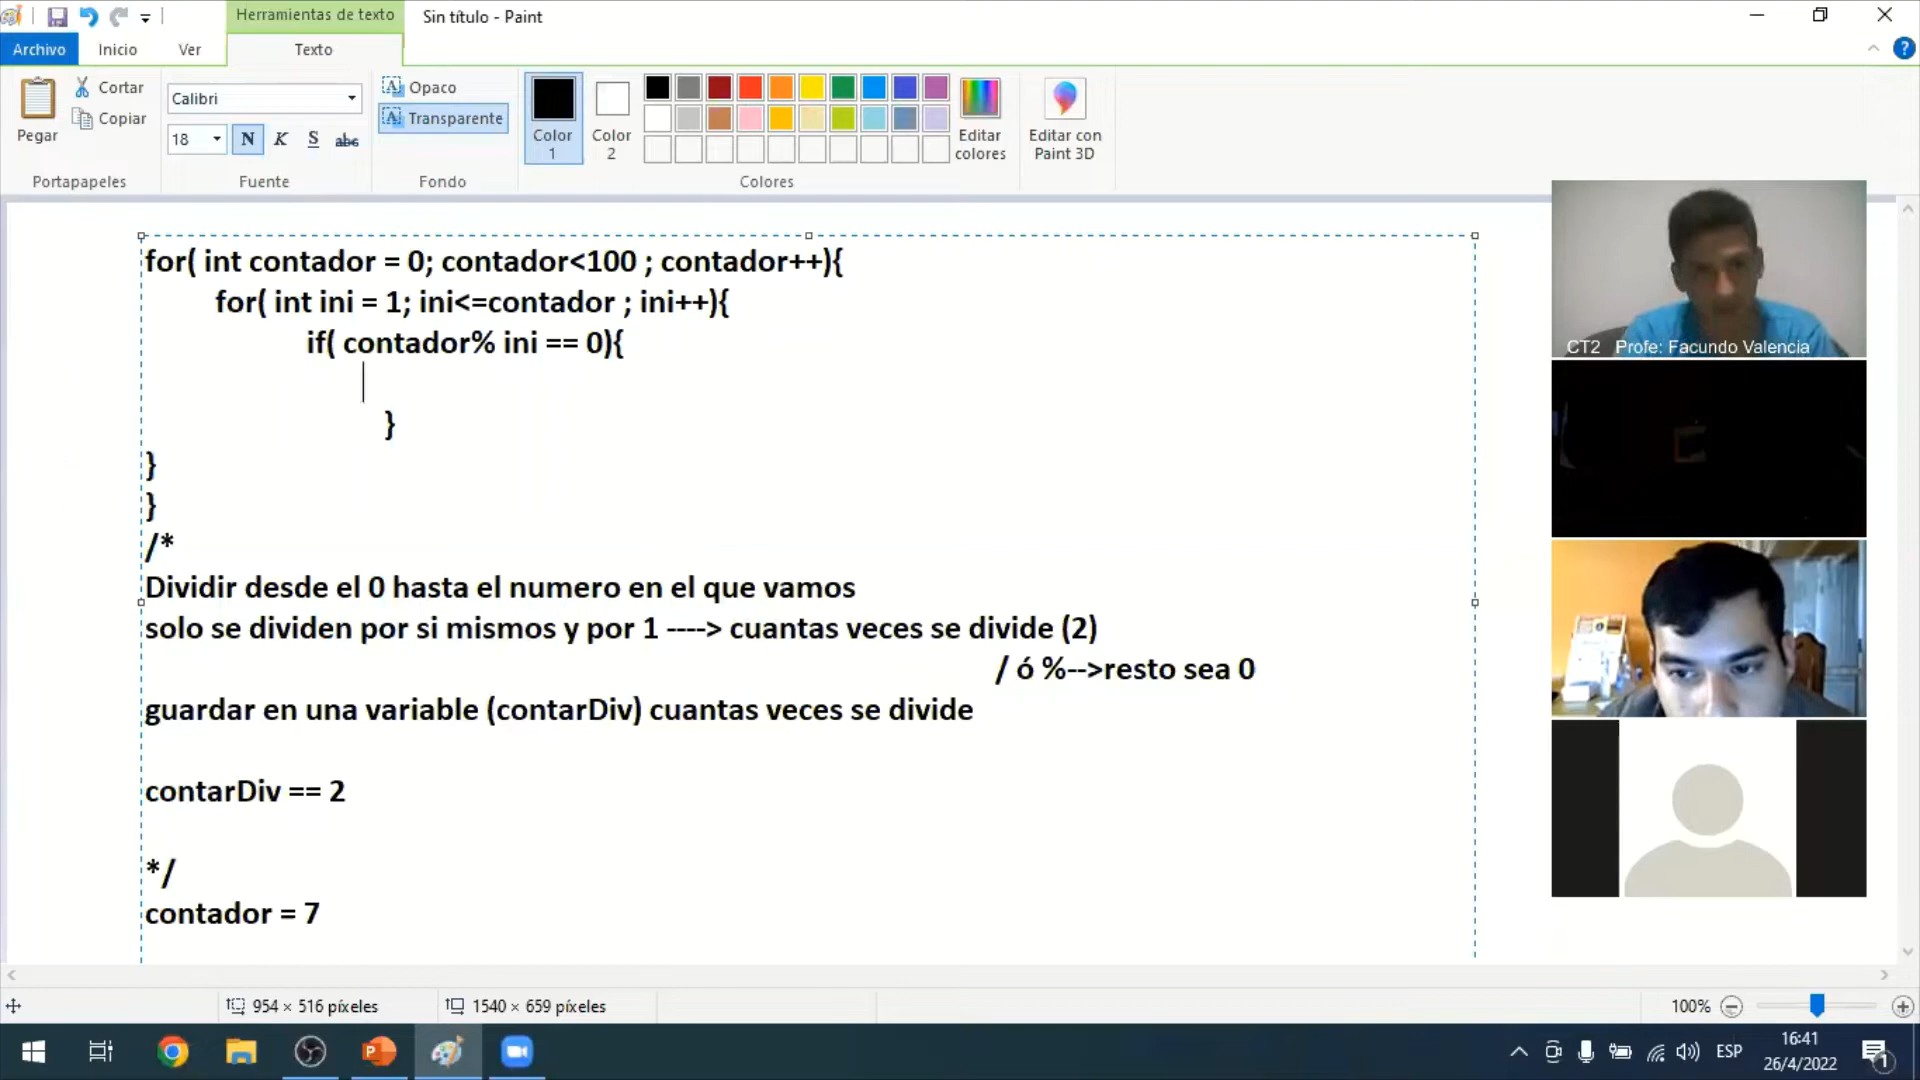 Herramientas de texto
Sin título - Paint
Archivo
Inicio
Ver
Texto
Pegar
Cortar
Copiar
Portapapeles
Calibri
18
N
K
S
abc
Fuente
Opaco
Transparente
Fondo
Color
1
Color
2
Editar
colores
Colores
Editar con
Paint 3D
for( int contador = 0; contador<100 ; contador++){
for( int ini = 1; ini<=contador ; ini++){
if( contador% ini == 0){
}
}
}
/*
Dividir desde el 0 hasta el numero en el que vamos
solo se dividen por si mismos y por 1 ----> cuantas veces se divide (2)
/ ó %-->resto sea 0
guardar en una variable (contarDiv) cuantas veces se divide
contarDiv == 2
*/
contador = 7
CT2 Profe: Facundo Valencia
954 × 516 píxeles
1540 × 659 píxeles
100%
ESP
16:41
26/4/2022
1